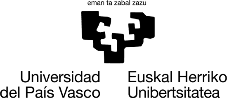 eman ta zabal zazu
Universidad
del País Vasco
Euskal Herriko
Unibertsitatea